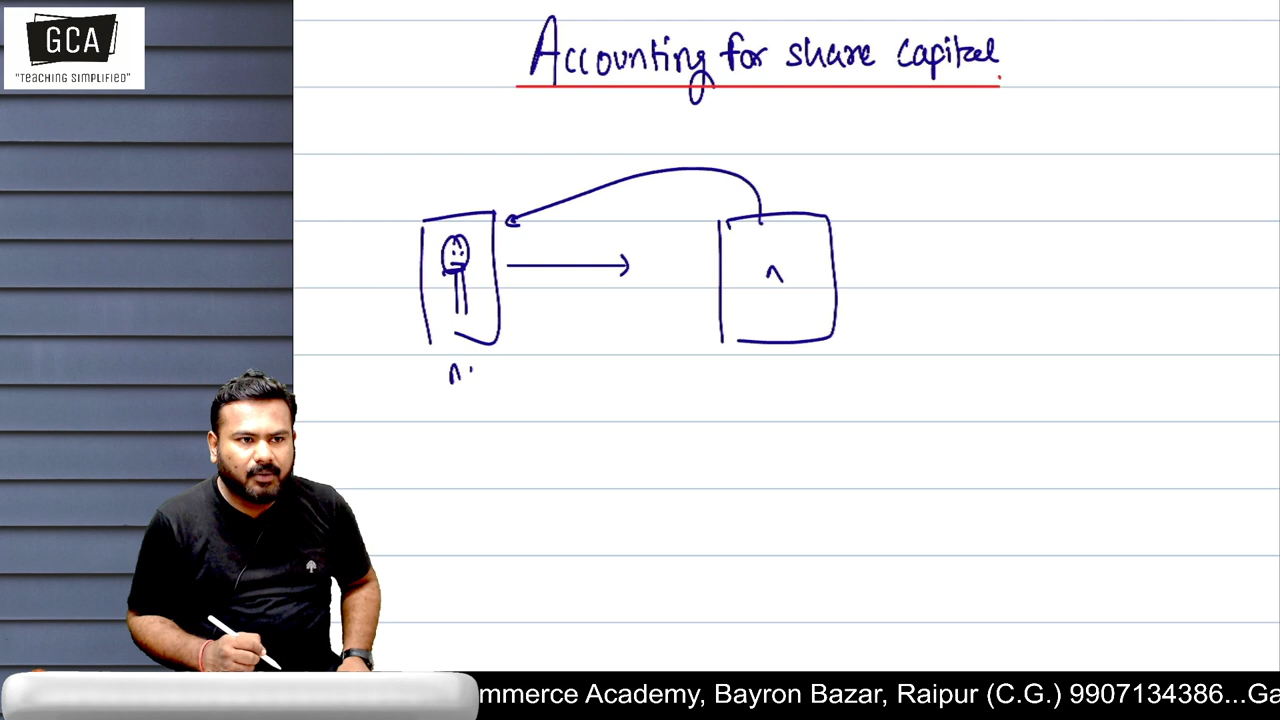 GCA
"TEACHING SIMPLIFIED"
Accounting for share capital
mmerce Academy, Bayron Bazar, Raipur (C.G.) 9907134386...Ga